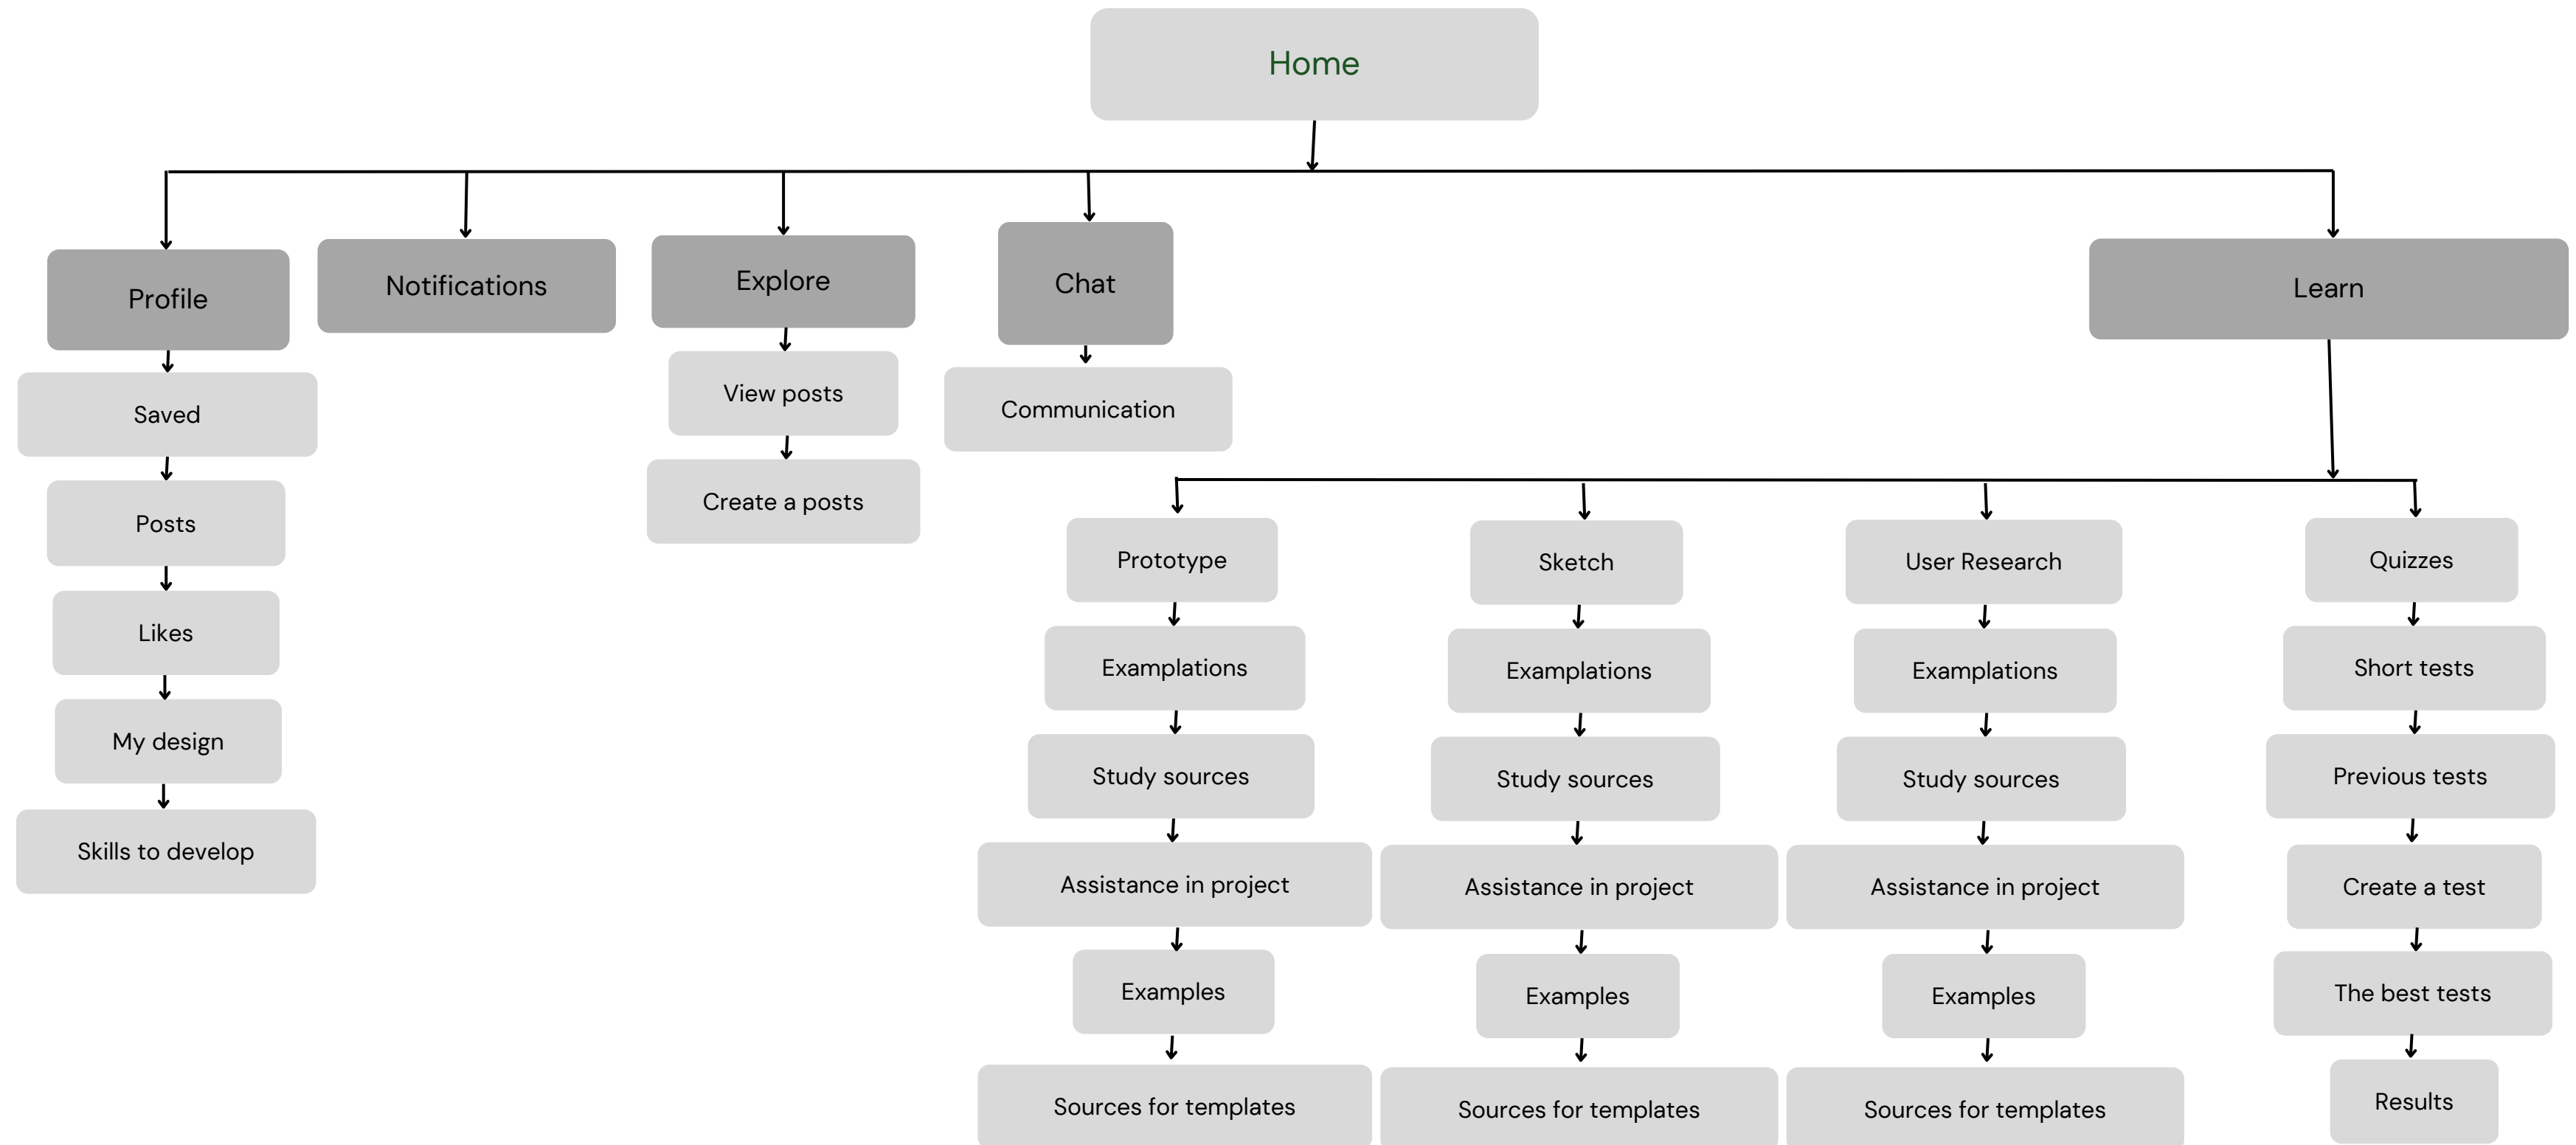 Home
Profile
Notifications
Explore
Chat
Learn
Saved
Posts
Likes
My design
Skills to develop
View posts
Create a posts
Communication
Prototype
Examplations
Study sources
Assistance in project
Examples
Sources for templates
Sketch
Examplations
Study sources
Assistance in project
Examples
Sources for templates
User Research
Examplations
Study sources
Assistance in project
Examples
Sources for templates
Quizzes
Short tests
Previous tests
Create a test
The best tests
Results